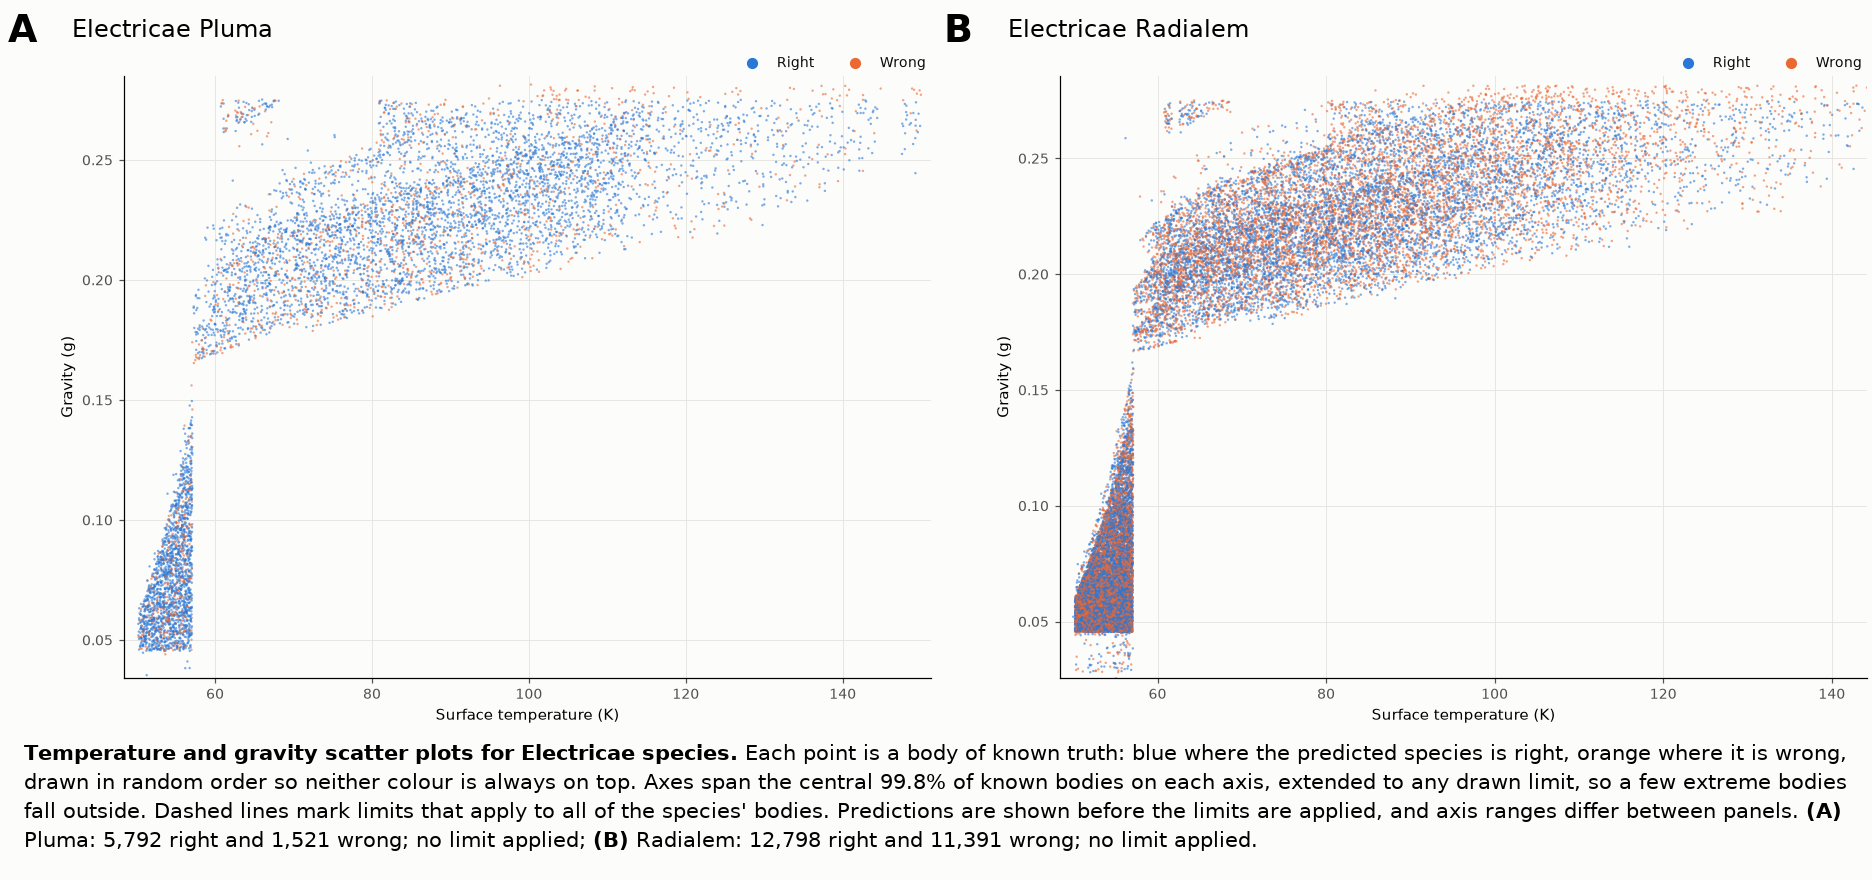 A Electricae Pluma
Right Wrong
0.25
0.20
0.15
0.10
0.05
Gravity (g)
60 80 100 120 140
Surface temperature (K)
B Electricae Radialem
Right Wrong
0.25
0.20
0.15
0.10
0.05
Gravity (g)
60 80 100 120 140
Surface temperature (K)
Temperature and gravity scatter plots for Electricae species. Each point is a body of known truth: blue where the predicted species is right, orange where it is wrong,
drawn in random order so neither colour is always on top. Axes span the central 99.8% of known bodies on each axis, extended to any drawn limit, so a few extreme bodies
fall outside. Dashed lines mark limits that apply to all of the species' bodies. Predictions are shown before the limits are applied, and axis ranges differ between panels. (A)
Pluma: 5,792 right and 1,521 wrong; no limit applied; (B) Radialem: 12,798 right and 11,391 wrong; no limit applied.